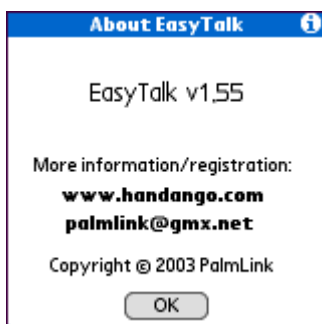 About EasyTalk
EasyTalk v1,55
More information/registration:
www.handango.com
palmlink@gmx.net
Copyright © 2003 PalmLink
OK